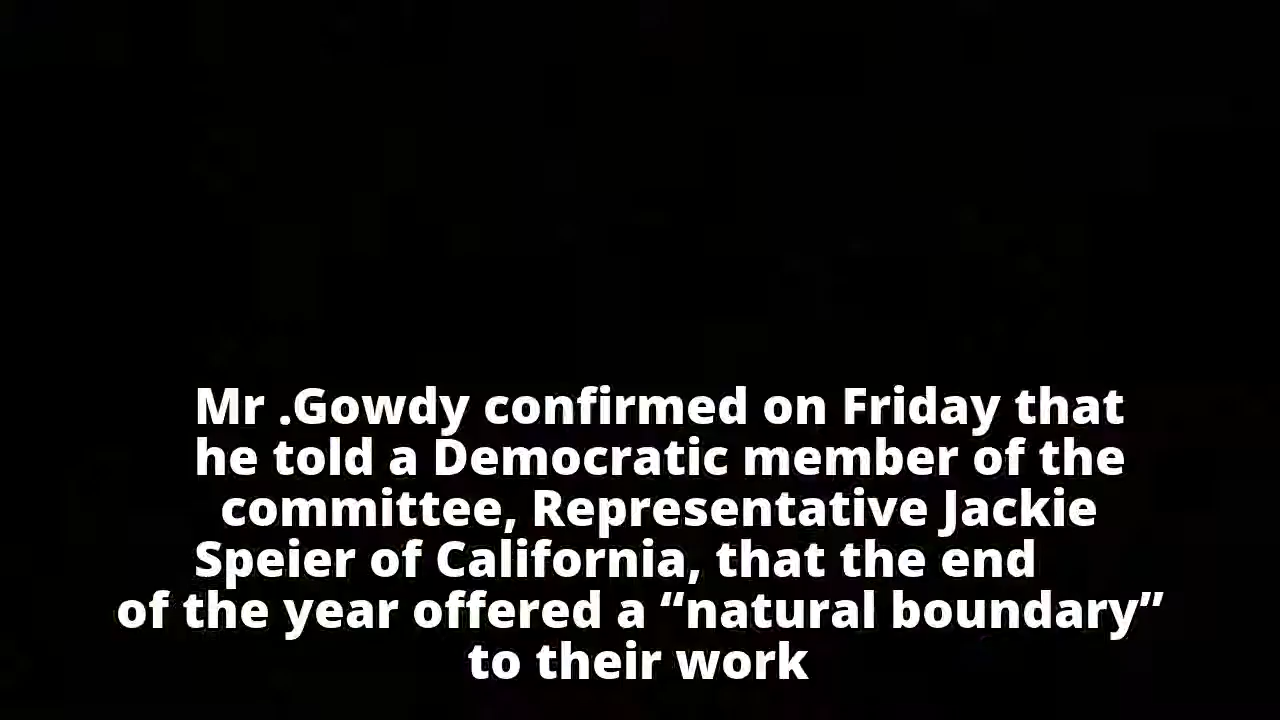 Mr .Gowdy confirmed on Friday that
he told a Democratic member of the
committee, Representative Jackie
Speier of California, that the end
of the year offered a “natural boundary”
to their work